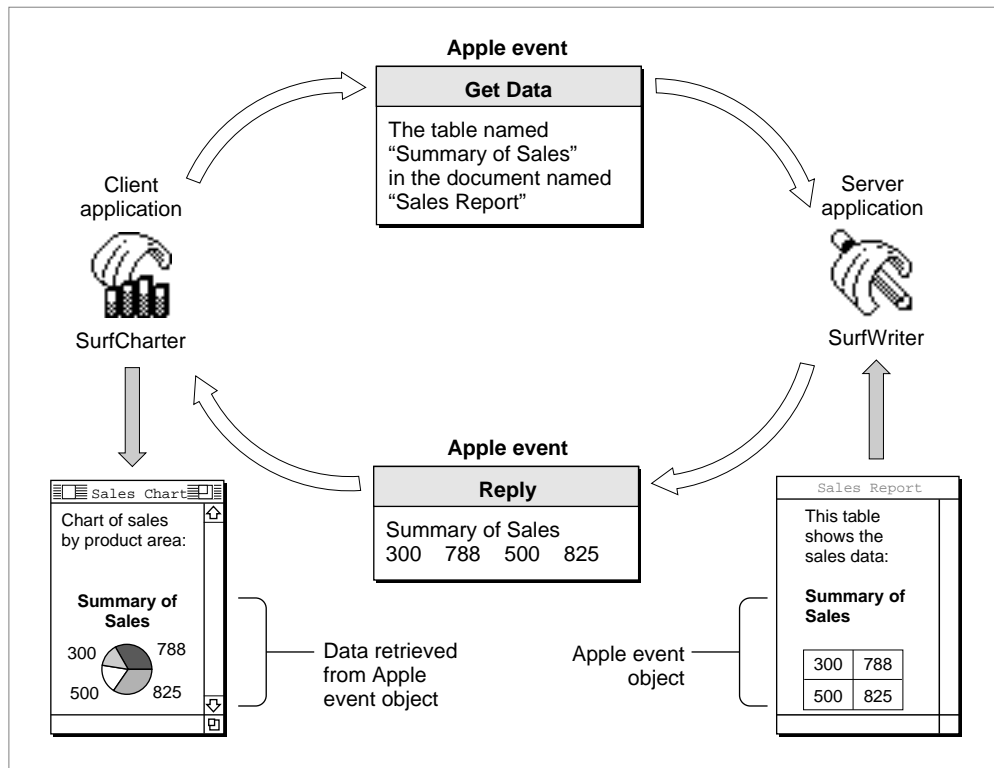 Apple event
Get Data
The table named
“Summary of Sales”
in the document named
“Sales Report”
Client
application
SurfCharter
Server
application
SurfWriter
Apple event
Reply
Summary of Sales
300 788 500 825
Sales Chart
Chart of sales
by product area:
Summary of
Sales
300 788
500 825
Data retrieved
from Apple
event object
Apple event
object
Sales Report
This table
shows the
sales data:
Summary of
Sales
300 788
500 825